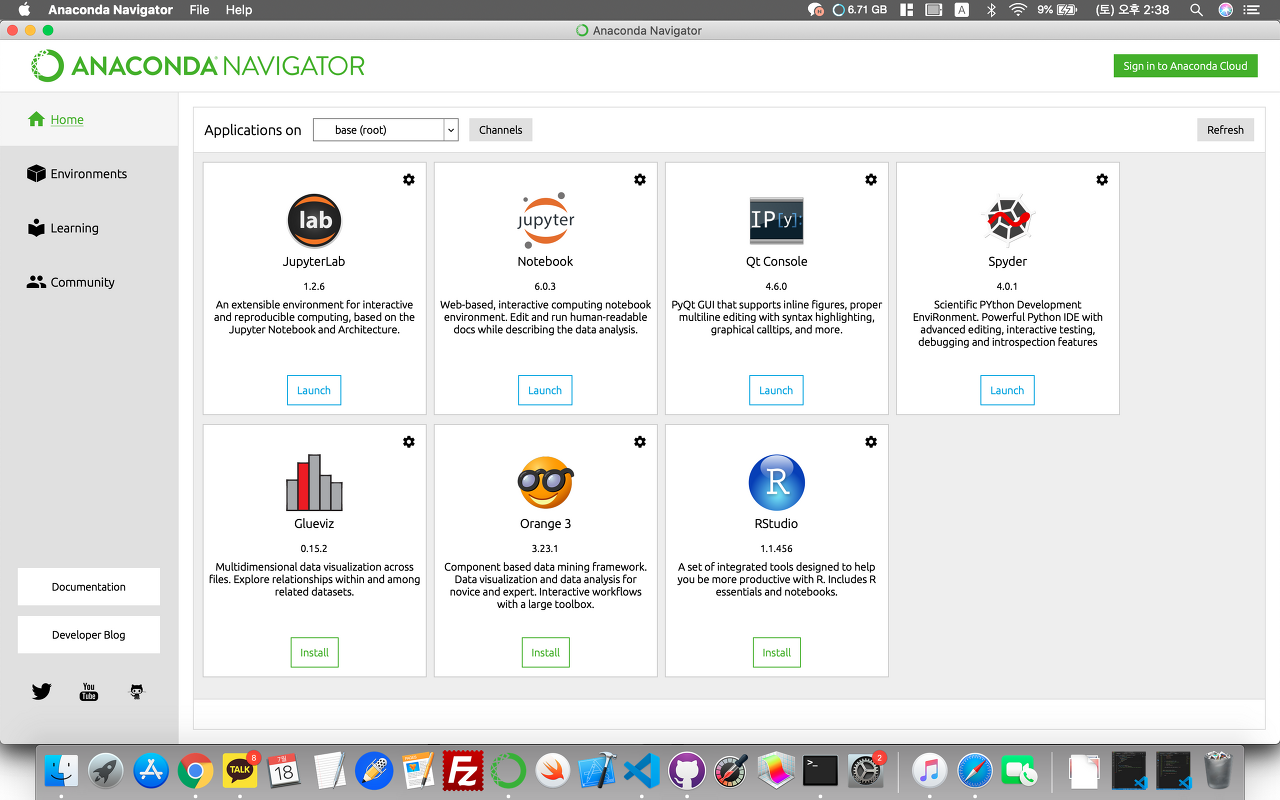 Anaconda Navigator File Help 6.71 GB A 9% (토) 오후 2:38
Anaconda Navigator
ANACONDA NAVIGATOR
Sign in to Anaconda Cloud
Home
Environments
Learning
Community
Documentation
Developer Blog
You
Tube
Applications on base (root) Channels Refresh
lab
JupyterLab
1.2.6
An extensible environment for interactive
and reproducible computing, based on the
Jupyter Notebook and Architecture.
Launch
jupyter
Notebook
6.0.3
Web-based, interactive computing notebook
environment. Edit and run human-readable
docs while describing the data analysis.
Launch
IP[y]:
Qt Console
4.6.0
PyQt GUI that supports inline figures, proper
multiline editing with syntax highlighting,
graphical calltips, and more.
Launch
Spyder
4.0.1
Scientific PYthon Development
EnviRonment. Powerful Python IDE with
advanced editing, interactive testing,
debugging and introspection features
Launch
Glueviz
0.15.2
Multidimensional data visualization across
files. Explore relationships within and among
related datasets.
Install
Orange 3
3.23.1
Component based data mining framework.
Data visualization and data analysis for
novice and expert. Interactive workflows
with a large toolbox.
Install
R
RStudio
1.1.456
A set of integrated tools designed to help
you be more productive with R. Includes R
essentials and notebooks.
Install
TALK
6
7월
18
Fz
>_
2